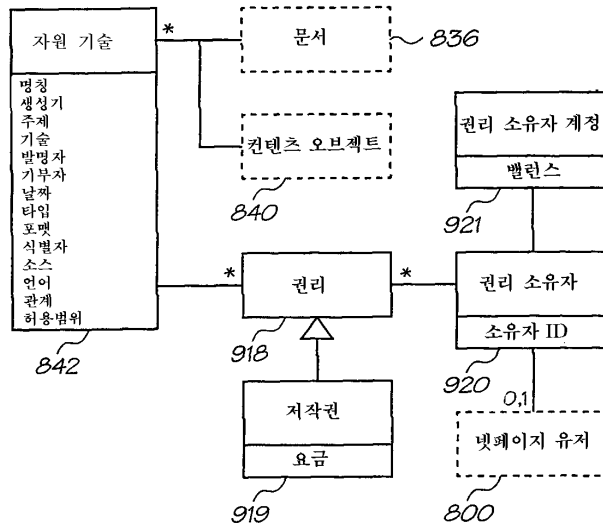 자원 기술
*
문서
836
명칭
생성기
주제
기술
발명자
기부자
날짜
타입
포맷
식별자
소스
언어
관계
허용범위
842
컨텐츠 오브젝트
840
권리 소유자 계정
밸런스
921
*
권리
918
*
권리 소유자
소유자 ID
920
저작권
요금
919
0,1
넷페이지 유저
800